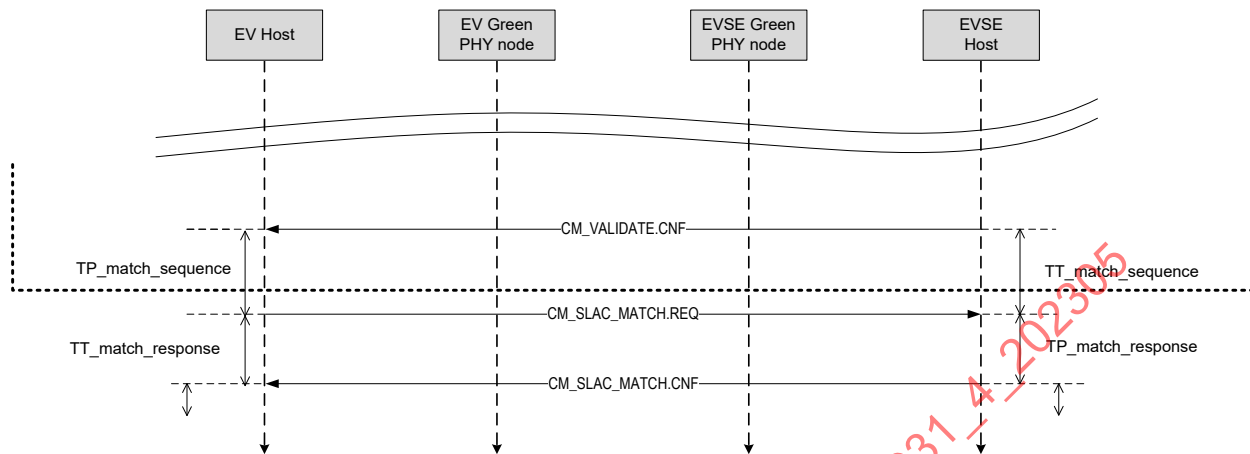 EV Host
EV Green
PHY node
EVSE Green
PHY node
EVSE
Host
CM_VALIDATE.CNF
TP_match_sequence
TT_match_sequence
CM_SLAC_MATCH.REQ
TT_match_response
TP_match_response
CM_SLAC_MATCH.CNF
31_4_202305